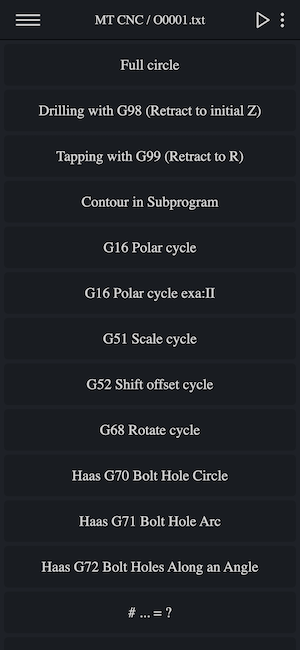 MT CNC / O0001.txt
Full circle
Drilling with G98 (Retract to initial Z)
Tapping with G99 (Retract to R)
Contour in Subprogram
G16 Polar cycle
G16 Polar cycle exa:II
G51 Scale cycle
G52 Shift offset cycle
G68 Rotate cycle
Haas G70 Bolt Hole Circle
Haas G71 Bolt Hole Arc
Haas G72 Bolt Holes Along an Angle
# ... = ?